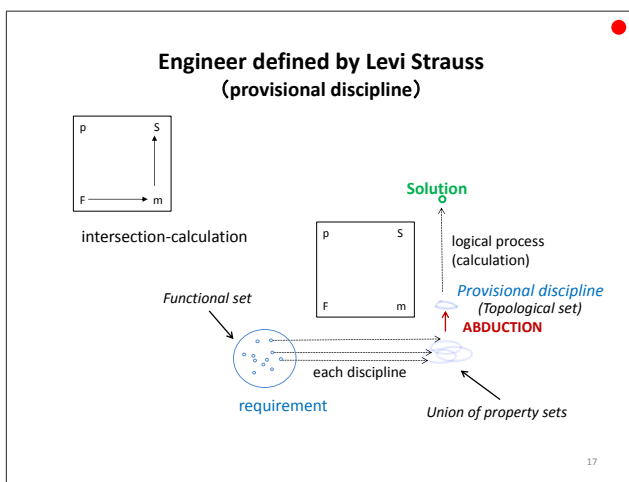 Engineer defined by Levi Strauss
（provisional discipline）
p S
F m
intersection-calculation
Solution
p S
F m
logical process
(calculation)
Provisional discipline
(Topological set)
ABDUCTION
Functional set
each discipline
requirement
Union of property sets
17